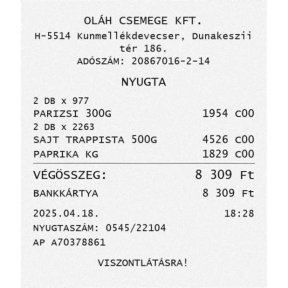 OLÁH CSEMEGE KFT.
H-5514 Kunmellékdevecser, Dunakeszii
tér 186.
ADÓSZÁM: 20867016-2-14
NYUGTA
2 DB x 977
PARIZSI 300G 1954 C00
2 DB x 2263
SAJT TRAPPISTA 500G 4526 C00
PAPRIKA KG 1829 C00
VÉGÖSSZEG: 8 309 Ft
BANKKÁRTYA 8 309 Ft
2025.04.18. 18:28
NYUGTASZÁM: 0545/22104
AP A70378861
VISZONTLÁTÁSRA!